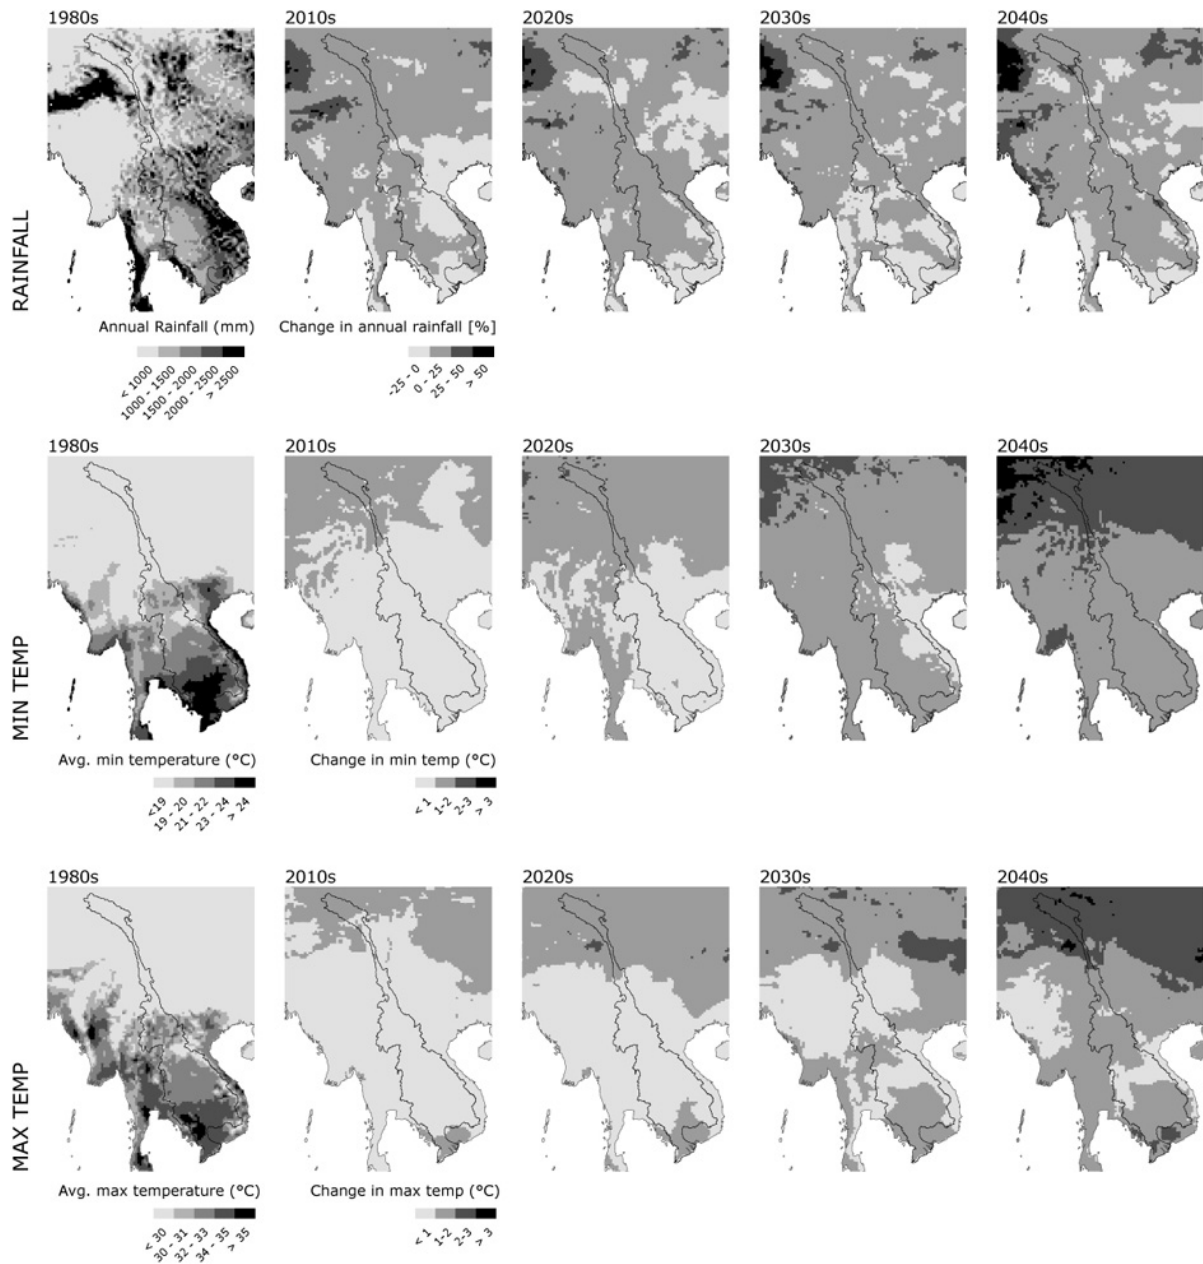 1980s 2010s 2020s 2030s 2040s
RAINFALL
Annual Rainfall (mm) Change in annual rainfall [%]
< 1000 1000 - 1500 1500 - 2000 2000 - 2500 > 2500 -25 - 0 0 - 25 25 - 50 > 50
1980s 2010s 2020s 2030s 2040s
MIN TEMP
Avg. min temperature (°C) Change in min temp (°C)
<19 19 - 20 21 - 22 23 - 24 > 24 < 1 1-2 2-3 > 3
1980s 2010s 2020s 2030s 2040s
MAX TEMP
Avg. max temperature (°C) Change in max temp (°C)
< 30 30 - 31 32 - 33 34 - 35 > 35 < 1 1-2 2-3 > 3